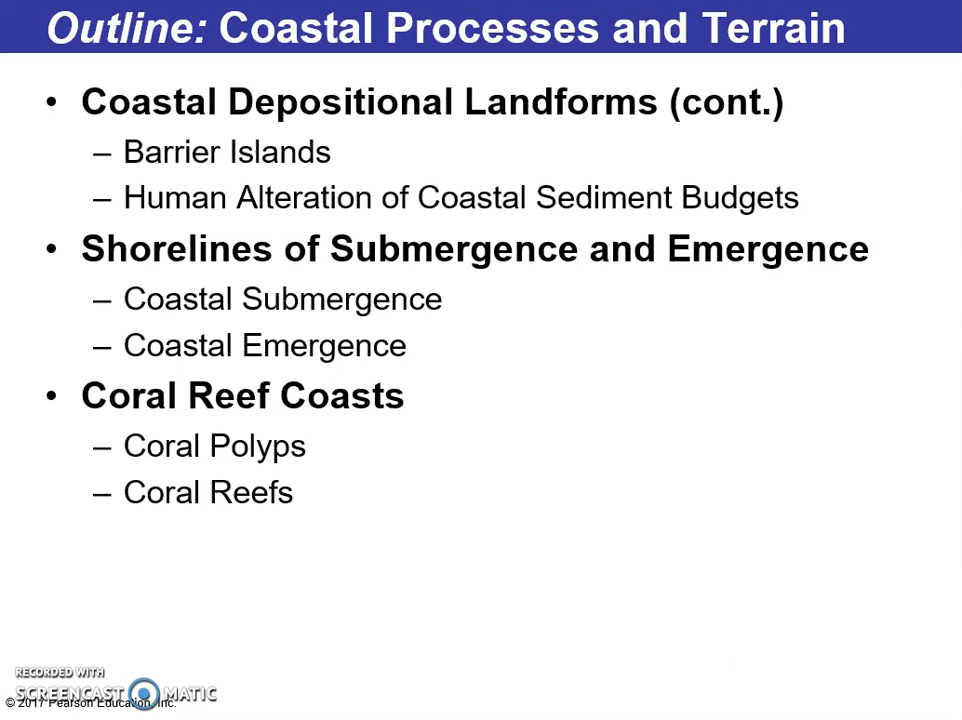 Outline: Coastal Processes and Terrain
• Coastal Depositional Landforms (cont.)
– Barrier Islands
– Human Alteration of Coastal Sediment Budgets
• Shorelines of Submergence and Emergence
– Coastal Submergence
– Coastal Emergence
• Coral Reef Coasts
– Coral Polyps
– Coral Reefs
RECORDED WITH
SCREENCAST MATIC
© 2017 Pearson Education, Inc.